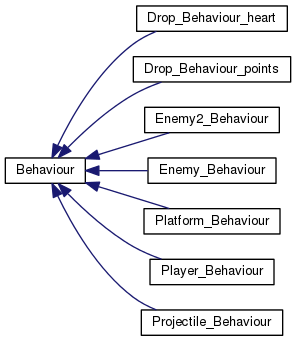 Drop_Behaviour_heart
Drop_Behaviour_points
Enemy2_Behaviour
Behaviour
Enemy_Behaviour
Platform_Behaviour
Player_Behaviour
Projectile_Behaviour